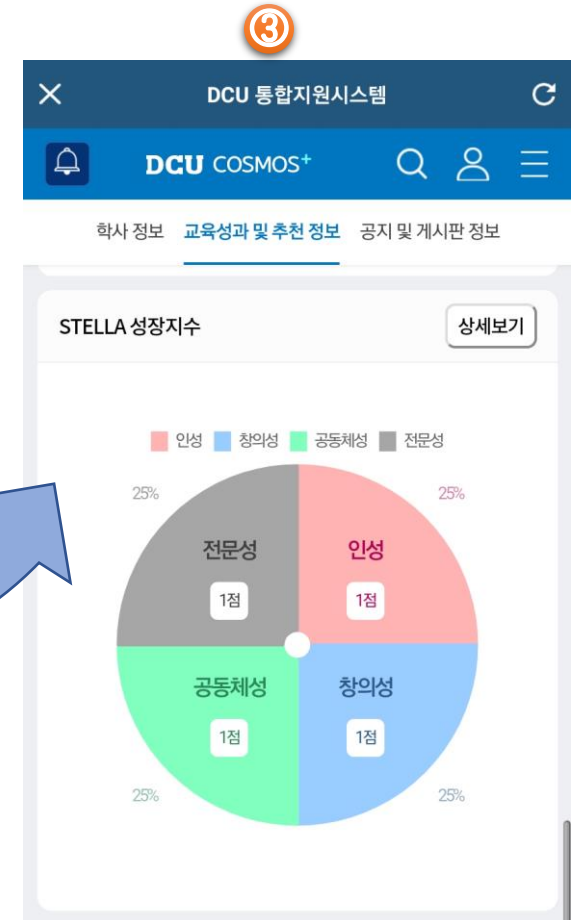 ③
DCU 통합지원시스템
DCU COSMOS+
학사 정보 교육성과 및 추천 정보 공지 및 게시판 정보
STELLA 성장지수 상세보기
인성 창의성 공동체성 전문성
25% 25%
전문성 인성
1점 1점
공동체성 창의성
1점 1점
25% 25%